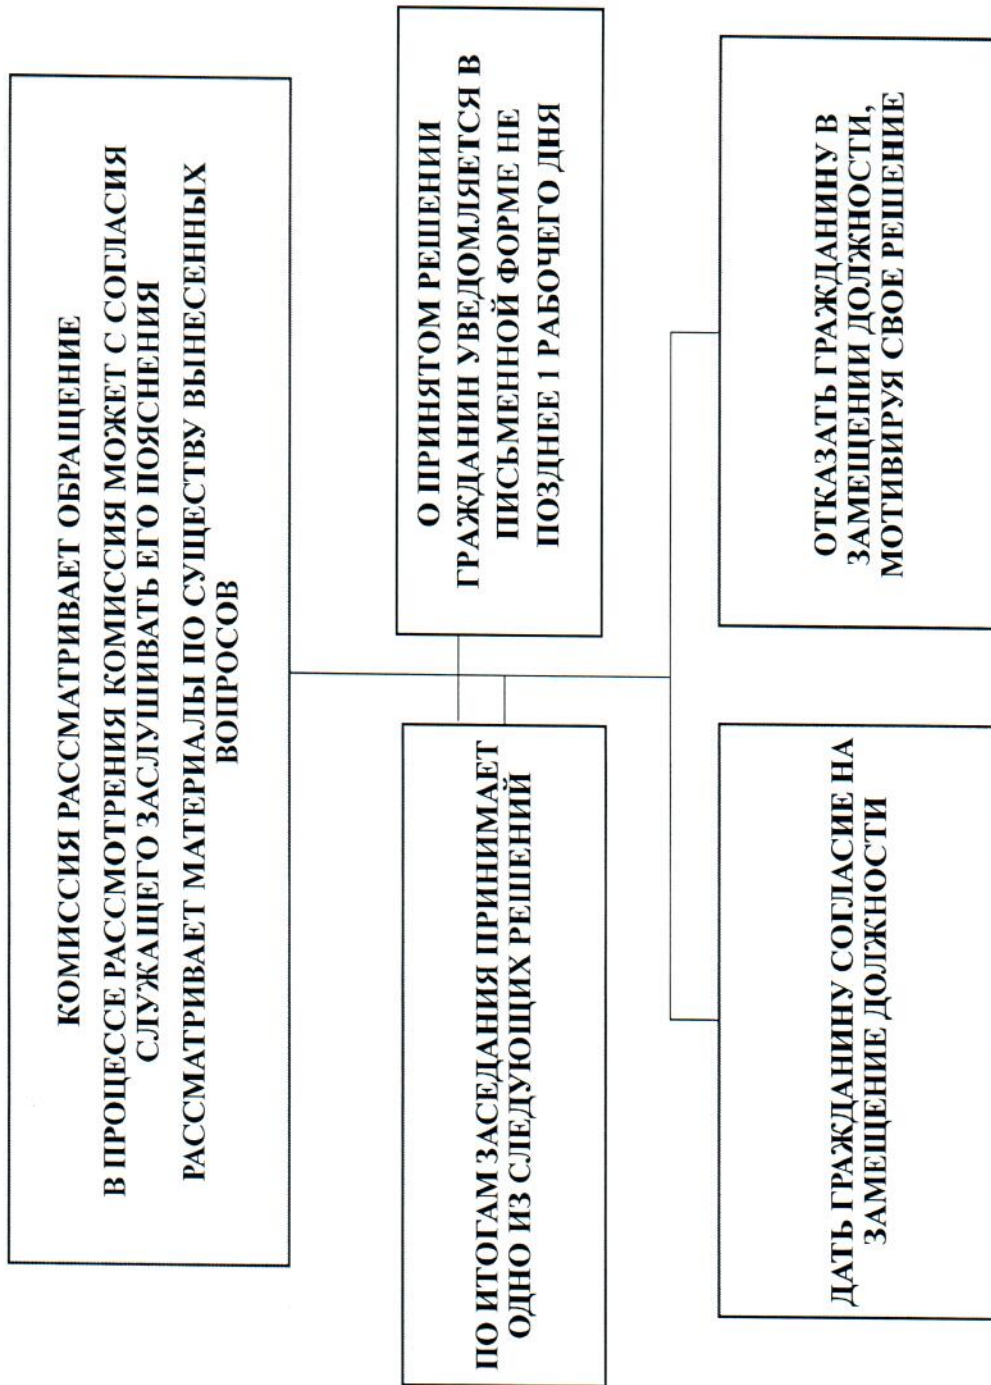 КОМИССИЯ РАССМАТРИВАЕТ ОБРАЩЕНИЕ
В ПРОЦЕССЕ РАССМОТРЕНИЯ КОМИССИЯ МОЖЕТ С СОГЛАСИЯ
СЛУЖАЩЕГО ЗАСЛУШИВАТЬ ЕГО ПОЯСНЕНИЯ
РАССМАТРИВАЕТ МАТЕРИАЛЫ ПО СУЩЕСТВУ ВЫНЕСЕННЫХ
ВОПРОСОВ
ПО ИТОГАМ ЗАСЕДАНИЯ ПРИНИМАЕТ
ОДНО ИЗ СЛЕДУЮЩИХ РЕШЕНИЙ
О ПРИНЯТОМ РЕШЕНИИ
ГРАЖДАНИН УВЕДОМЛЯЕТСЯ В
ПИСЬМЕННОЙ ФОРМЕ НЕ
ПОЗДНЕЕ 1 РАБОЧЕГО ДНЯ
ДАТЬ ГРАЖДАНИНУ СОГЛАСИЕ НА
ЗАМЕЩЕНИЕ ДОЛЖНОСТИ
ОТКАЗАТЬ ГРАЖДАНИНУ В
ЗАМЕЩЕНИИ ДОЛЖНОСТИ,
МОТИВИРУЯ СВОЕ РЕШЕНИЕ